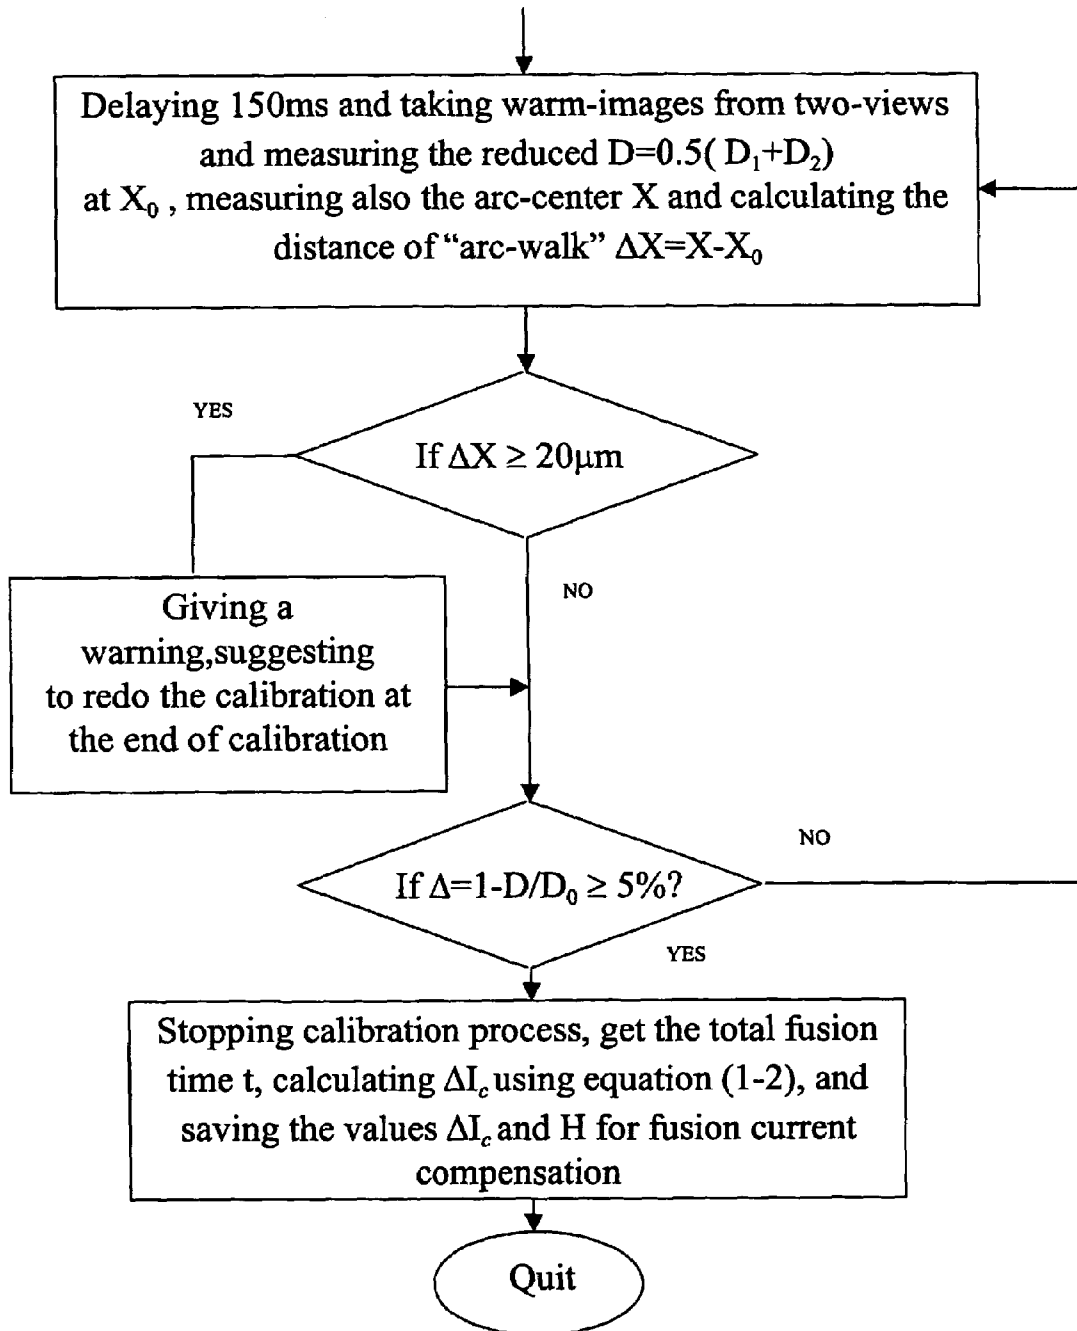 Delaying 150ms and taking warm-images from two-views
and measuring the reduced D=0.5( D₁+D₂)
at X₀ , measuring also the arc-center X and calculating the
distance of “arc-walk” ΔX=X-X₀
YES
If ΔX ≥ 20μm
NO
Giving a
warning,suggesting
to redo the calibration at
the end of calibration
NO
If Δ=1-D/D₀ ≥ 5%?
YES
Stopping calibration process, get the total fusion
time t, calculating ΔI_c using equation (1-2), and
saving the values ΔI_c and H for fusion current
compensation
Quit